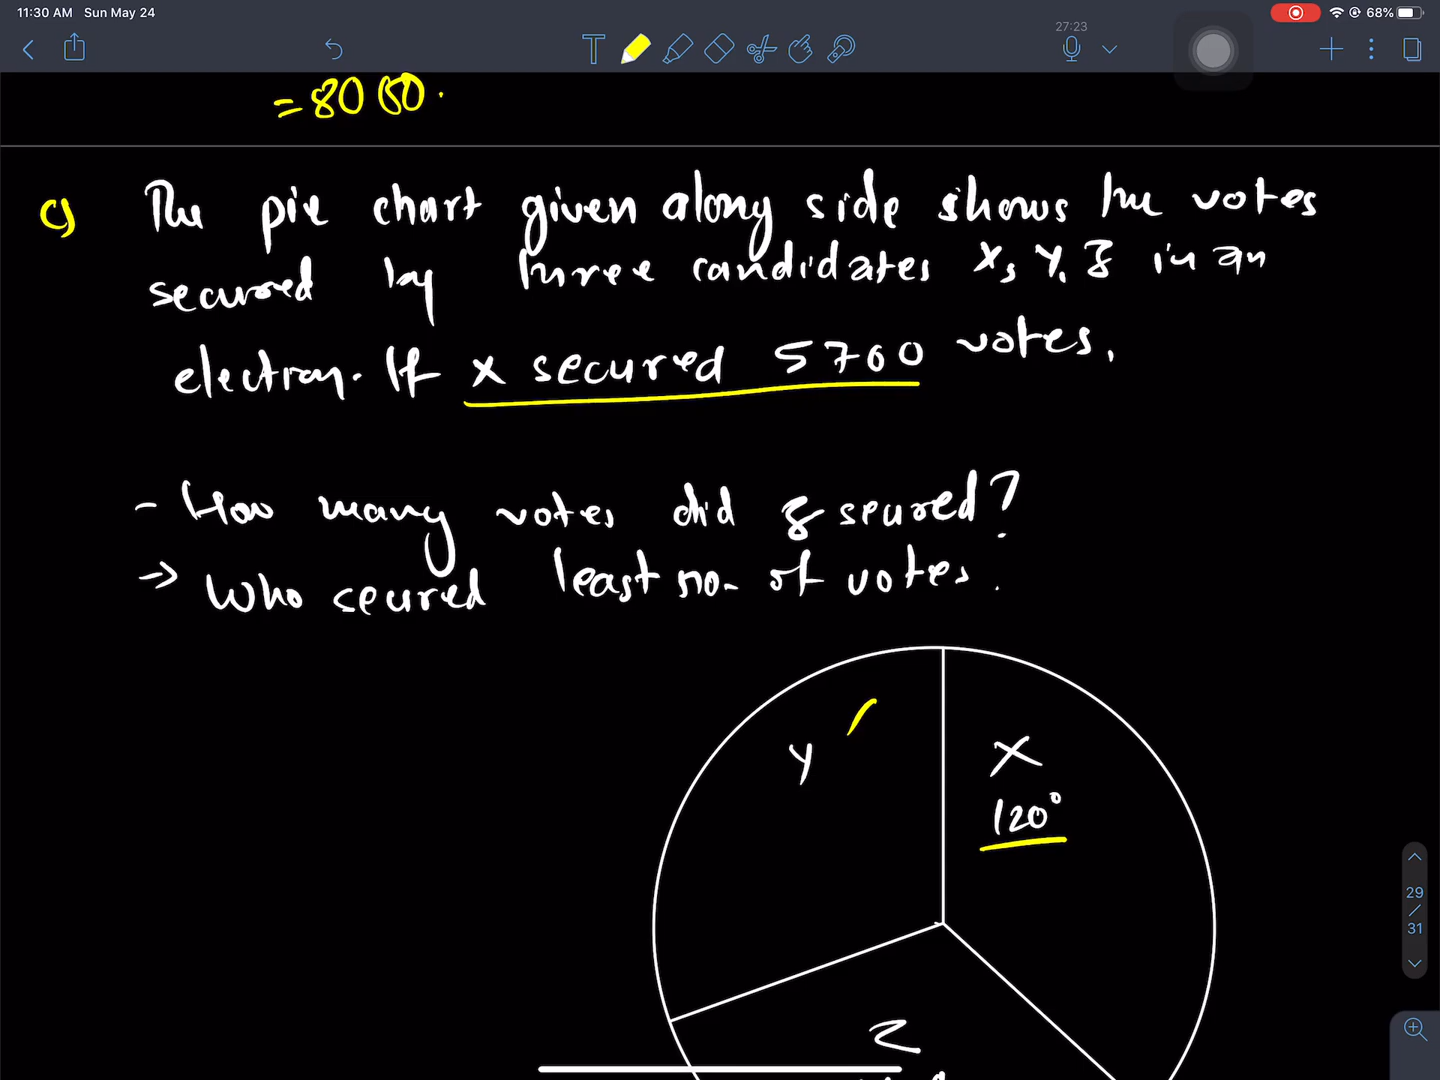 11:30 AM Sun May 24
68%
27:23
T
= 80 (50.
c) The pie chart given along side shows the votes
secured by three candidates X, Y, Z in an
election. If X secured 5700 votes,
- How many votes did Z secured?
→ Who secured least no. of votes.
Y
X
120°
Z
29
/
31